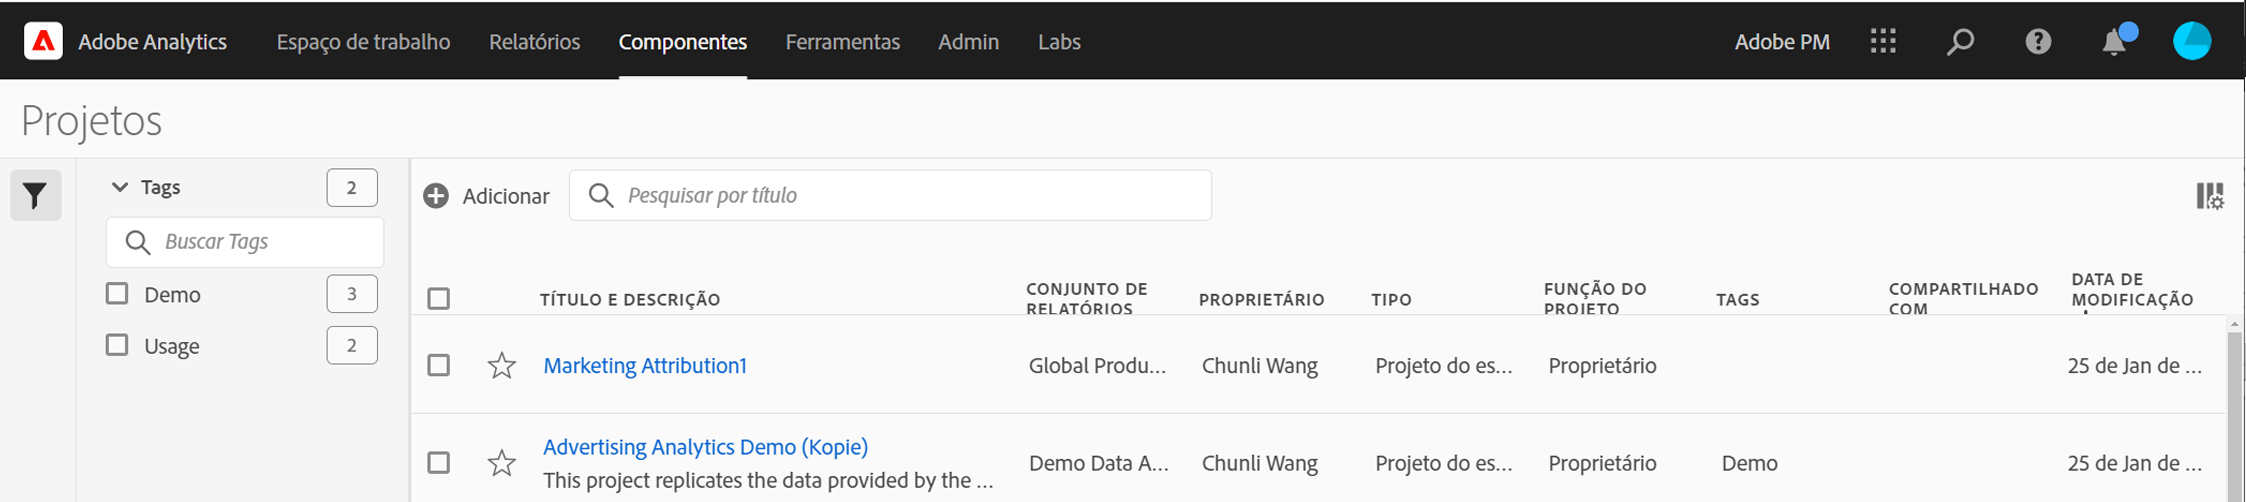 Adobe Analytics Espaço de trabalho Relatórios Componentes Ferramentas Admin Labs Adobe PM
Projetos
Tags 2
Buscar Tags
Demo 3
Usage 2
Adicionar Pesquisar por título
TÍTULO E DESCRIÇÃO
CONJUNTO DE
RELATÓRIOS
PROPRIETÁRIO
TIPO
FUNÇÃO DO
PROJETO
TAGS
COMPARTILHADO
COM
DATA DE
MODIFICAÇÃO
Marketing Attribution1 Global Produ... Chunli Wang Projeto do es... Proprietário 25 de Jan de ...
Advertising Analytics Demo (Kopie)
This project replicates the data provided by the ...
Demo Data A... Chunli Wang Projeto do es... Proprietário Demo 25 de Jan de ...